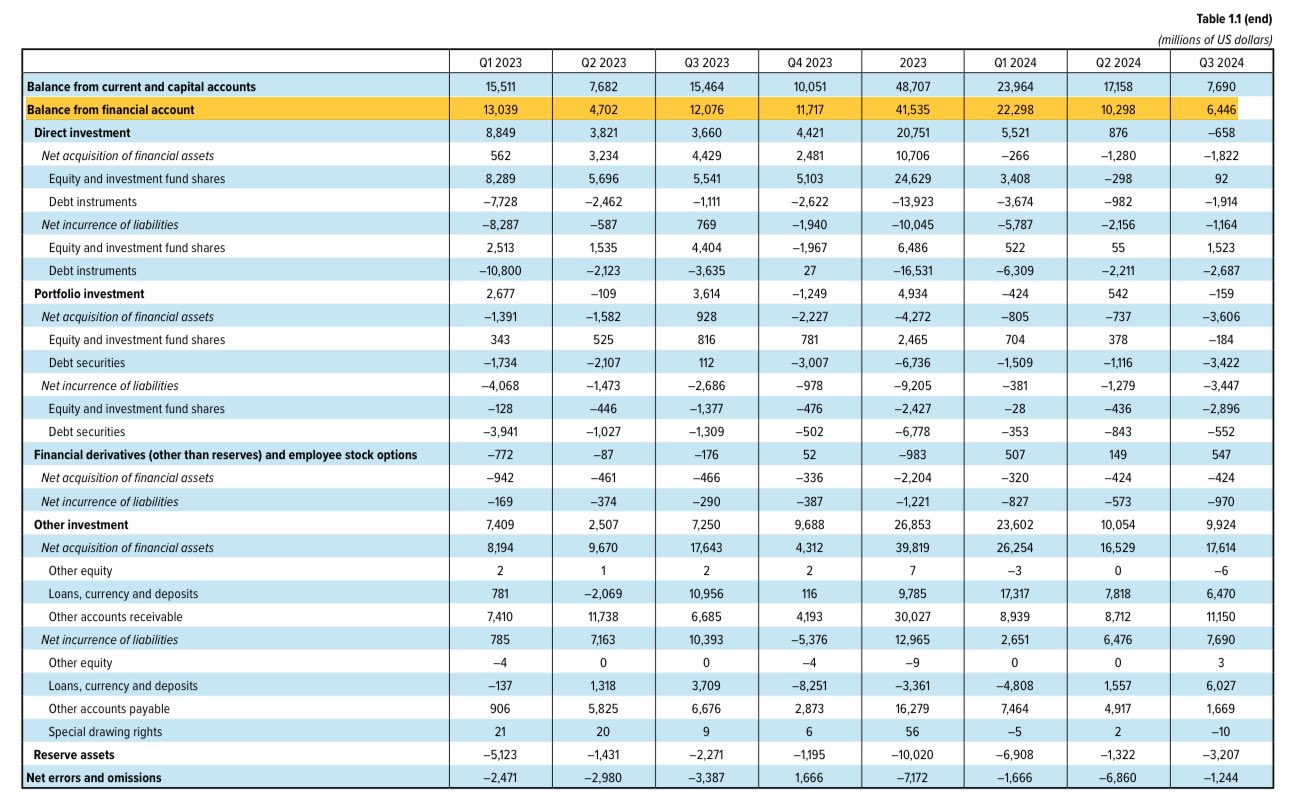 Table 1.1 (end)
(millions of US dollars)
Q1 2023 Q2 2023 Q3 2023 Q4 2023 2023 Q1 2024 Q2 2024 Q3 2024
Balance from current and capital accounts 15,511 7,682 15,464 10,051 48,707 23,964 17,158 7,690
Balance from financial account 13,039 4,702 12,076 11,717 41,535 22,298 10,298 6,446
Direct investment 8,849 3,821 3,660 4,421 20,751 5,521 876 –658
Net acquisition of financial assets 562 3,234 4,429 2,481 10,706 –266 –1,280 –1,822
Equity and investment fund shares 8,289 5,696 5,541 5,103 24,629 3,408 –298 92
Debt instruments –7,728 –2,462 –1,111 –2,622 –13,923 –3,674 –982 –1,914
Net incurrence of liabilities –8,287 –587 769 –1,940 –10,045 –5,787 –2,156 –1,164
Equity and investment fund shares 2,513 1,535 4,404 –1,967 6,486 522 55 1,523
Debt instruments –10,800 –2,123 –3,635 27 –16,531 –6,309 –2,211 –2,687
Portfolio investment 2,677 –109 3,614 –1,249 4,934 –424 542 –159
Net acquisition of financial assets –1,391 –1,582 928 –2,227 –4,272 –805 –737 –3,606
Equity and investment fund shares 343 525 816 781 2,465 704 378 –184
Debt securities –1,734 –2,107 112 –3,007 –6,736 –1,509 –1,116 –3,422
Net incurrence of liabilities –4,068 –1,473 –2,686 –978 –9,205 –381 –1,279 –3,447
Equity and investment fund shares –128 –446 –1,377 –476 –2,427 –28 –436 –2,896
Debt securities –3,941 –1,027 –1,309 –502 –6,778 –353 –843 –552
Financial derivatives (other than reserves) and employee stock options –772 –87 –176 52 –983 507 149 547
Net acquisition of financial assets –942 –461 –466 –336 –2,204 –320 –424 –424
Net incurrence of liabilities –169 –374 –290 –387 –1,221 –827 –573 –970
Other investment 7,409 2,507 7,250 9,688 26,853 23,602 10,054 9,924
Net acquisition of financial assets 8,194 9,670 17,643 4,312 39,819 26,254 16,529 17,614
Other equity 2 1 2 2 7 –3 0 –6
Loans, currency and deposits 781 –2,069 10,956 116 9,785 17,317 7,818 6,470
Other accounts receivable 7,410 11,738 6,685 4,193 30,027 8,939 8,712 11,150
Net incurrence of liabilities 785 7,163 10,393 –5,376 12,965 2,651 6,476 7,690
Other equity –4 0 0 –4 –9 0 0 3
Loans, currency and deposits –137 1,318 3,709 –8,251 –3,361 –4,808 1,557 6,027
Other accounts payable 906 5,825 6,676 2,873 16,279 7,464 4,917 1,669
Special drawing rights 21 20 9 6 56 –5 2 –10
Reserve assets –5,123 –1,431 –2,271 –1,195 –10,020 –6,908 –1,322 –3,207
Net errors and omissions –2,471 –2,980 –3,387 1,666 –7,172 –1,666 –6,860 –1,244